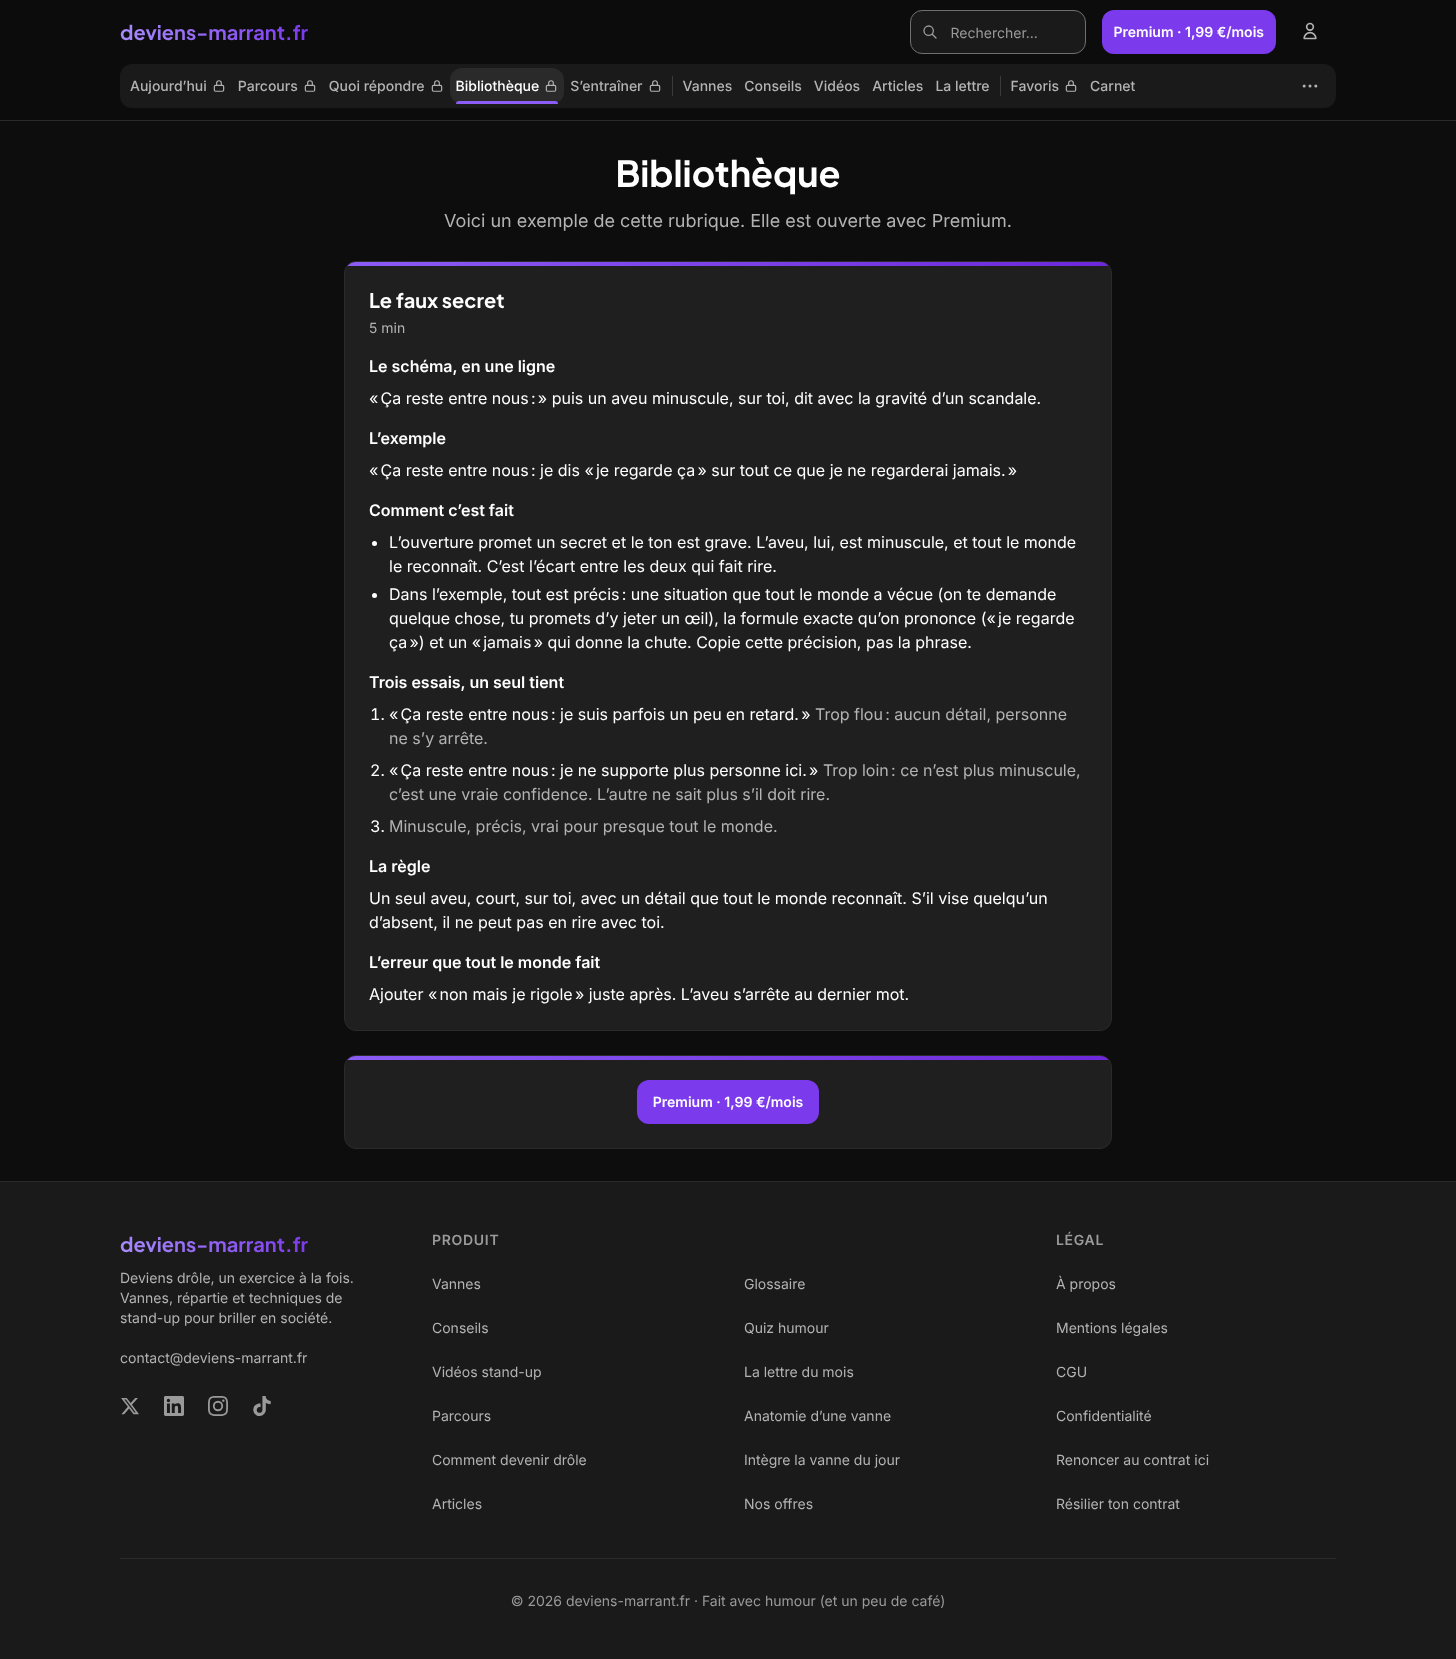 deviens-marrant.fr
Rechercher...
Premium · 1,99 €/mois
Aujourd’hui
Parcours
Quoi répondre
Bibliothèque
S’entraîner
Vannes
Conseils
Vidéos
Articles
La lettre
Favoris
Carnet
Bibliothèque
Voici un exemple de cette rubrique. Elle est ouverte avec Premium.
Le faux secret
5 min
Le schéma, en une ligne
« Ça reste entre nous : » puis un aveu minuscule, sur toi, dit avec la gravité d’un scandale.
L’exemple
« Ça reste entre nous : je dis « je regarde ça » sur tout ce que je ne regarderai jamais. »
Comment c’est fait
• L’ouverture promet un secret et le ton est grave. L’aveu, lui, est minuscule, et tout le monde
le reconnaît. C’est l’écart entre les deux qui fait rire.
• Dans l’exemple, tout est précis : une situation que tout le monde a vécue (on te demande
quelque chose, tu promets d’y jeter un œil), la formule exacte qu’on prononce (« je regarde
ça ») et un « jamais » qui donne la chute. Copie cette précision, pas la phrase.
Trois essais, un seul tient
1. « Ça reste entre nous : je suis parfois un peu en retard. » Trop flou : aucun détail, personne
ne s’y arrête.
2. « Ça reste entre nous : je ne supporte plus personne ici. » Trop loin : ce n’est plus minuscule,
c’est une vraie confidence. L’autre ne sait plus s’il doit rire.
3. Minuscule, précis, vrai pour presque tout le monde.
La règle
Un seul aveu, court, sur toi, avec un détail que tout le monde reconnaît. S’il vise quelqu’un
d’absent, il ne peut pas en rire avec toi.
L’erreur que tout le monde fait
Ajouter « non mais je rigole » juste après. L’aveu s’arrête au dernier mot.
Premium · 1,99 €/mois
deviens-marrant.fr
Deviens drôle, un exercice à la fois.
Vannes, répartie et techniques de
stand-up pour briller en société.
contact@deviens-marrant.fr
PRODUIT
Vannes
Conseils
Vidéos stand-up
Parcours
Comment devenir drôle
Articles
Glossaire
Quiz humour
La lettre du mois
Anatomie d’une vanne
Intègre la vanne du jour
Nos offres
LÉGAL
À propos
Mentions légales
CGU
Confidentialité
Renoncer au contrat ici
Résilier ton contrat
© 2026 deviens-marrant.fr · Fait avec humour (et un peu de café)